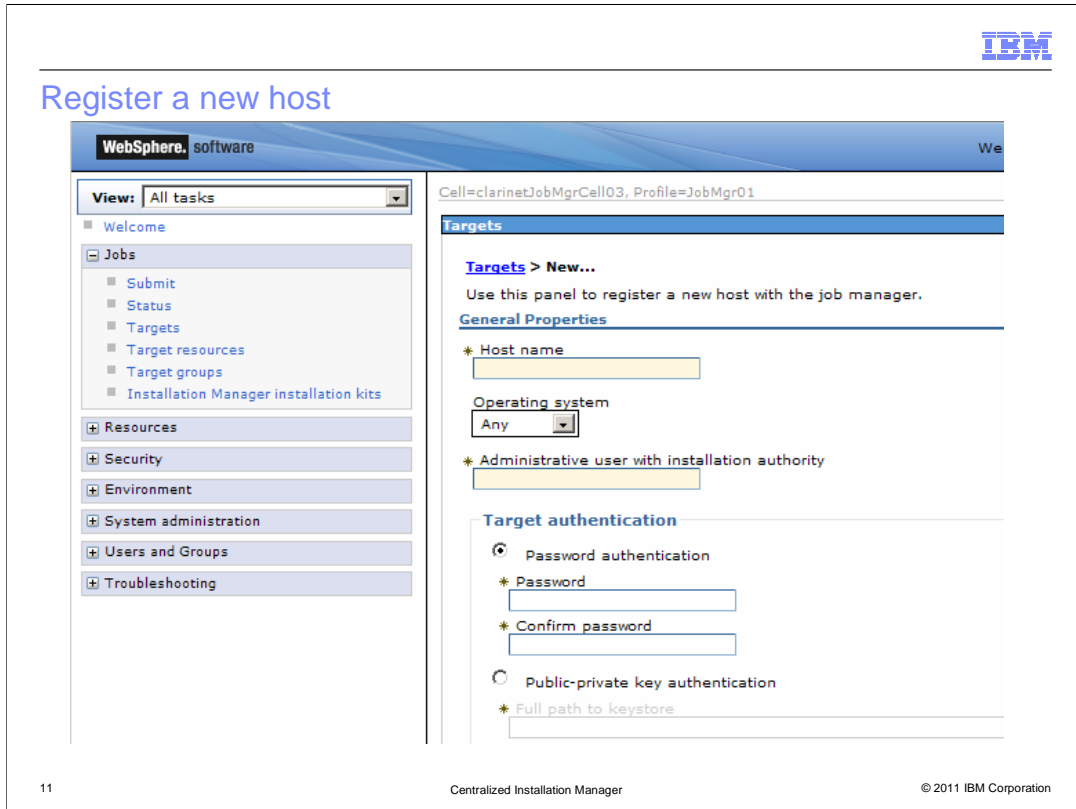 IBM
Register a new host
WebSphere. software
We
View: All tasks
Welcome
Jobs
Submit
Status
Targets
Target resources
Target groups
Installation Manager installation kits
Resources
Security
Environment
System administration
Users and Groups
Troubleshooting
Cell=clarinetJobMgrCell03, Profile=JobMgr01
Targets
Targets > New...
Use this panel to register a new host with the job manager.
General Properties
* Host name
Operating system
Any
* Administrative user with installation authority
Target authentication
Password authentication
* Password
* Confirm password
Public-private key authentication
* Full path to keystore
11
Centralized Installation Manager
© 2011 IBM Corporation